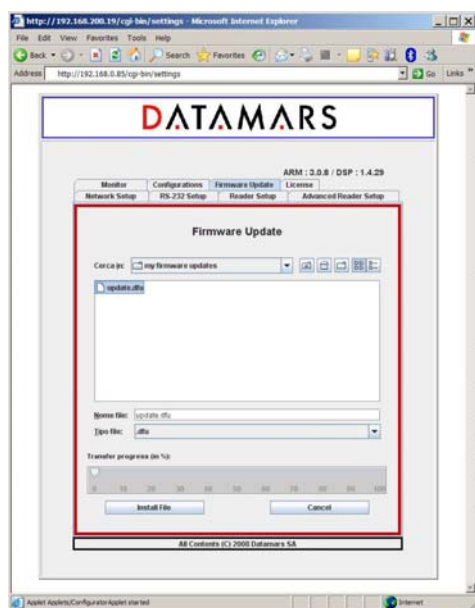 http://192.168.200.19/cgi-bin/settings - Microsoft Internet Explorer
File Edit View Favorites Tools Help
Back Search Favorites
Address http://192.168.0.85/cgi-bin/settings Go Links »
DATAMARS
ARM : 3.0.8 / DSP : 1.4.29
Monitor Configurations Firmware Update License
Network Setup RS-232 Setup Reader Setup Advanced Reader Setup
Firmware Update
Cerca in: my firmware updates
update.dfu
Nome file: update.dfu
Tipo file: .dfu
Transfer progress (in %):
0 10 20 30 40 50 60 70 80 90 100
Install File Cancel
All Contents (C) 2008 Datamars SA
Applet Applets/ConfiguratorApplet started Internet